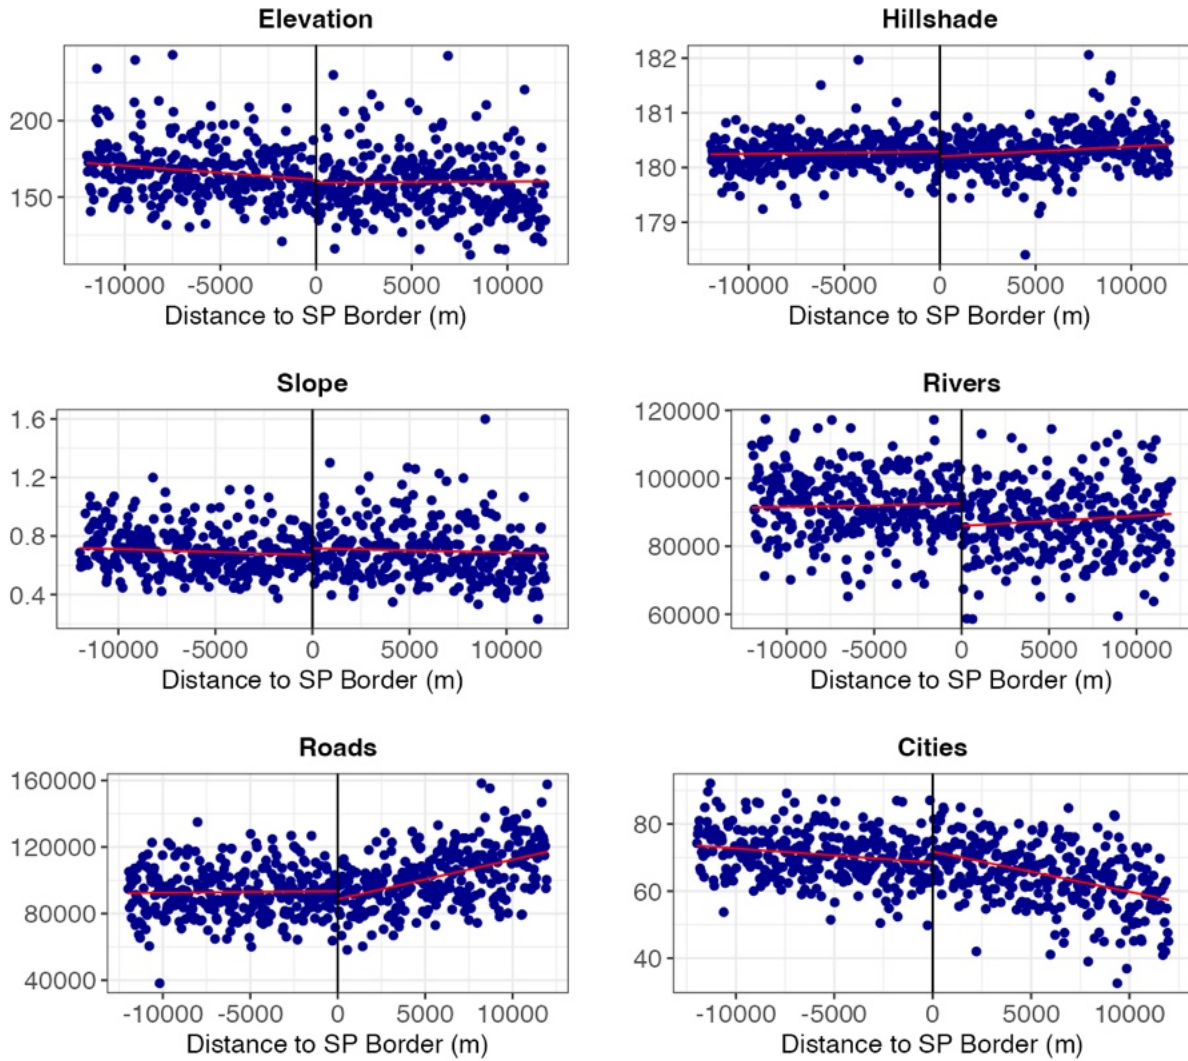 Elevation
200
150
-10000 -5000 0 5000 10000
Distance to SP Border (m)
Hillshade
182
181
180
179
-10000 -5000 0 5000 10000
Distance to SP Border (m)
Slope
1.6
1.2
0.8
0.4
-10000 -5000 0 5000 10000
Distance to SP Border (m)
Rivers
120000
100000
80000
60000
-10000 -5000 0 5000 10000
Distance to SP Border (m)
Roads
160000
120000
80000
40000
-10000 -5000 0 5000 10000
Distance to SP Border (m)
Cities
80
60
40
-10000 -5000 0 5000 10000
Distance to SP Border (m)